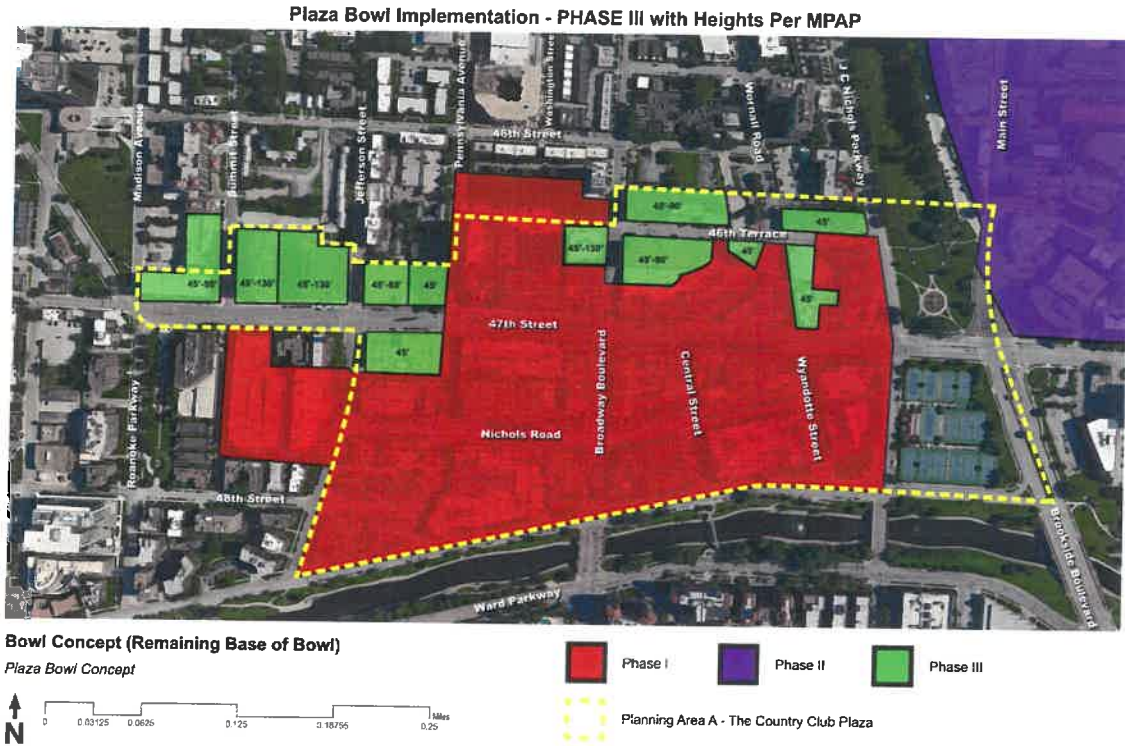 Plaza Bowl Implementation - PHASE III with Heights Per MPAP
Madison Avenue
Summit Street
Jefferson Street
Pennsylvania Avenue
Washington Street
46th Street
Wornall Road
J C Nichols Parkway
Main Street
45'-90'
45'
46th Terrace
45'-130'
45'-90'
45'
45'
45'-130'
45'-130'
45'
47th Street
45'
Broadway Boulevard
Central Street
Wyandotte Street
Roanoke Parkway
Nichols Road
48th Street
Ward Parkway
Brookside Boulevard
Bowl Concept (Remaining Base of Bowl)
Plaza Bowl Concept
Phase I
Phase II
Phase III
Planning Area A - The Country Club Plaza
N
0 0.03125 0.0625 0.125 0.18755 0.25
Miles